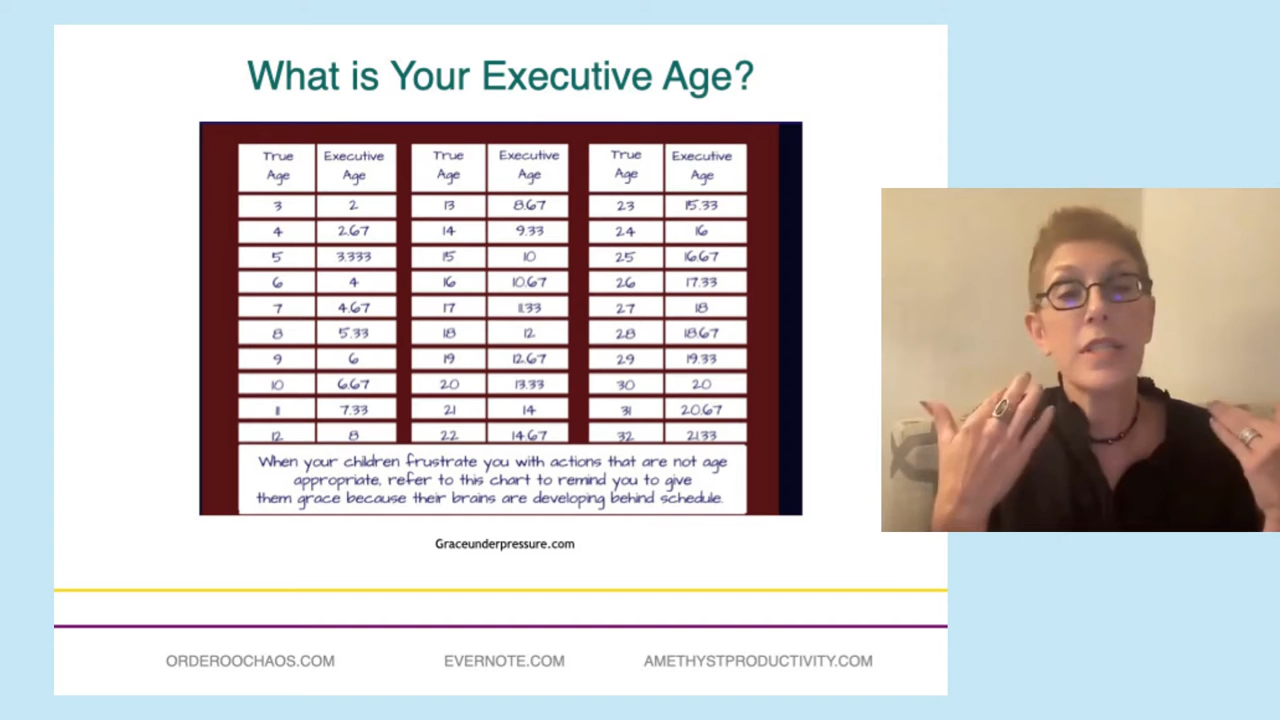 What is Your Executive Age?
True Age Executive Age True Age Executive Age True Age Executive Age
3 2 13 8.67 23 15.33
4 2.67 14 9.33 24 16
5 3.333 15 10 25 16.67
6 4 16 10.67 26 17.33
7 4.67 17 11.33 27 18
8 5.33 18 12 28 18.67
9 6 19 12.67 29 19.33
10 6.67 20 13.33 30 20
11 7.33 21 14 31 20.67
12 8 22 14.67 32 21.33
When your children frustrate you with actions that are not age
appropriate, refer to this chart to remind you to give
them grace because their brains are developing behind schedule.
Graceunderpressure.com
ORDEROOCHAOS.COM EVERNOTE.COM AMETHYSTPRODUCTIVITY.COM